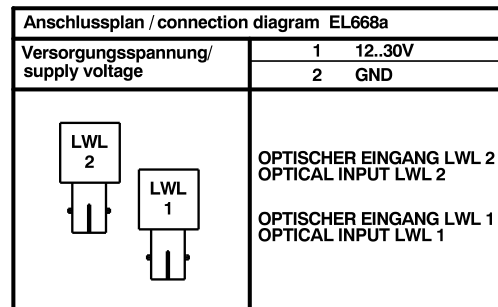 Anschlussplan / connection diagram EL668a
Versorgungsspannung/
supply voltage
1 12..30V
2 GND
LWL
2
LWL
1
OPTISCHER EINGANG LWL 2
OPTICAL INPUT LWL 2
OPTISCHER EINGANG LWL 1
OPTICAL INPUT LWL 1